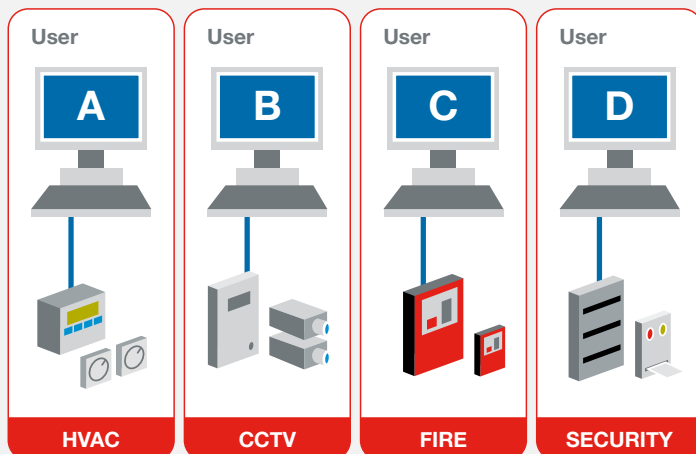 User
A
HVAC
User
B
CCTV
User
C
FIRE
User
D
SECURITY